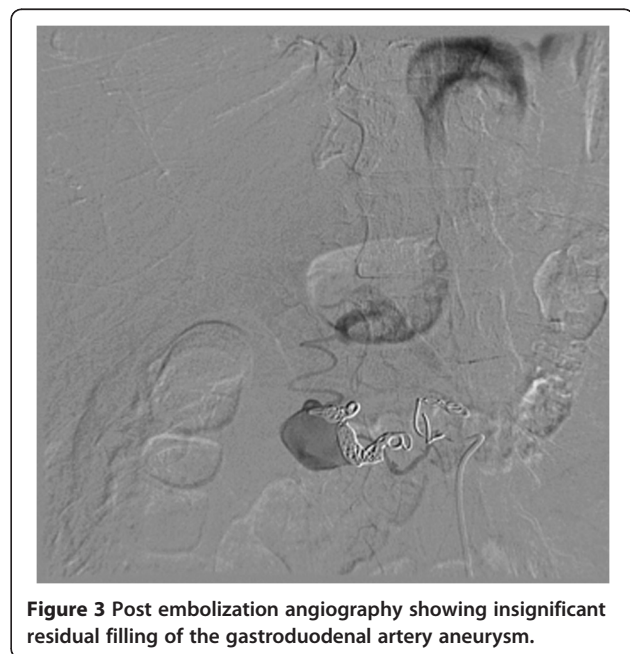 Figure 3 Post embolization angiography showing insignificant
residual filling of the gastroduodenal artery aneurysm.